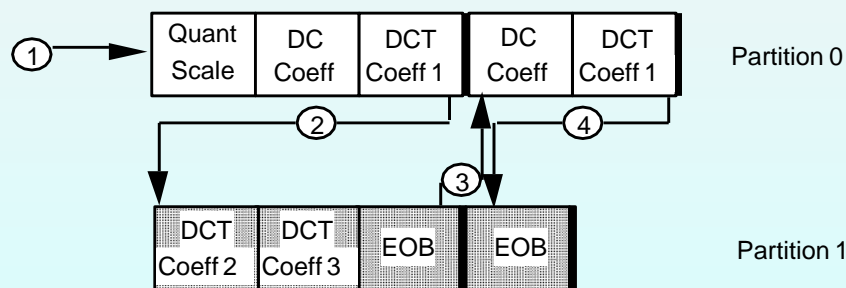 1
Quant
Scale
DC
Coeff
DCT
Coeff 1
DC
Coeff
DCT
Coeff 1
Partition 0
2
4
3
DCT
Coeff 2
DCT
Coeff 3
EOB
EOB
Partition 1